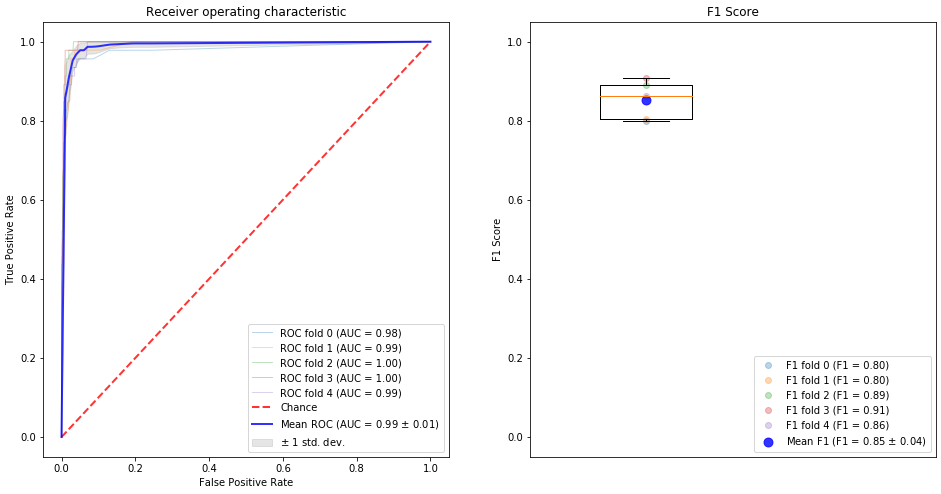 Receiver operating characteristic
True Positive Rate
1.0
0.8
0.6
0.4
0.2
0.0
0.0 0.2 0.4 0.6 0.8 1.0
False Positive Rate
ROC fold 0 (AUC = 0.98)
ROC fold 1 (AUC = 0.99)
ROC fold 2 (AUC = 1.00)
ROC fold 3 (AUC = 1.00)
ROC fold 4 (AUC = 0.99)
Chance
Mean ROC (AUC = 0.99 ± 0.01)
± 1 std. dev.
F1 Score
F1 Score
1.0
0.8
0.6
0.4
0.2
0.0
F1 fold 0 (F1 = 0.80)
F1 fold 1 (F1 = 0.80)
F1 fold 2 (F1 = 0.89)
F1 fold 3 (F1 = 0.91)
F1 fold 4 (F1 = 0.86)
Mean F1 (F1 = 0.85 ± 0.04)